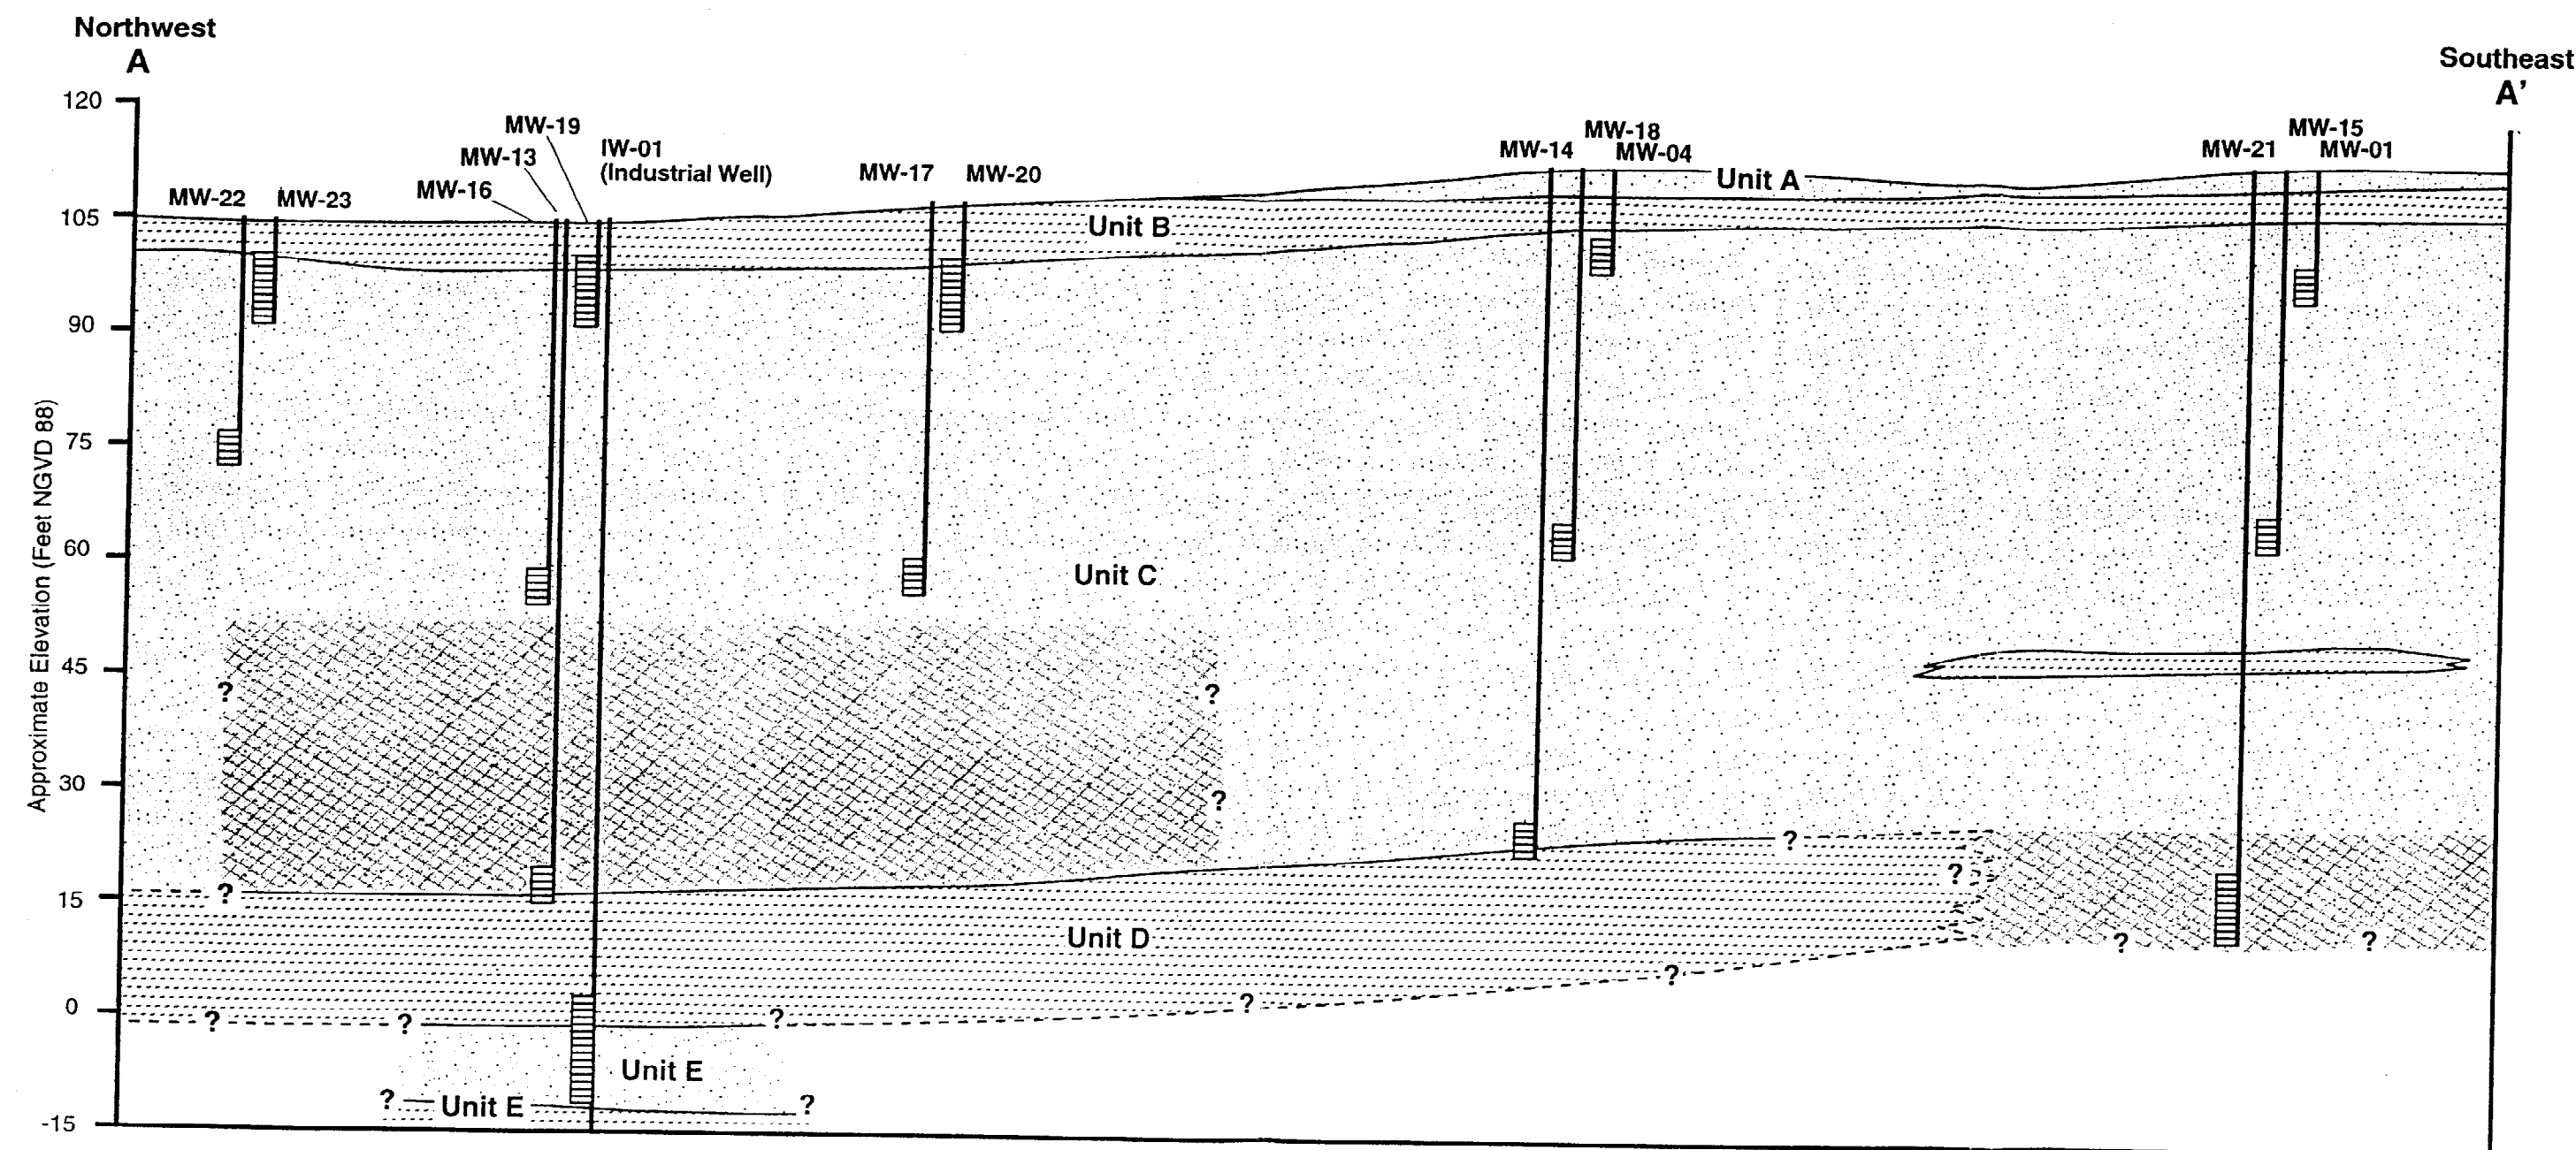 Northwest
A
Southeast
A'
120
105
90
75
60
45
30
15
0
-15
Approximate Elevation (Feet NGVD 88)
MW-22
MW-23
MW-16
MW-13
MW-19
IW-01
(Industrial Well)
MW-17
MW-20
MW-14
MW-18
MW-04
MW-21
MW-15
MW-01
Unit A
Unit B
Unit C
?
?
?
?
?
?
?
?
Unit D
?
?
?
?
?
?
Unit E
?
Unit E
?